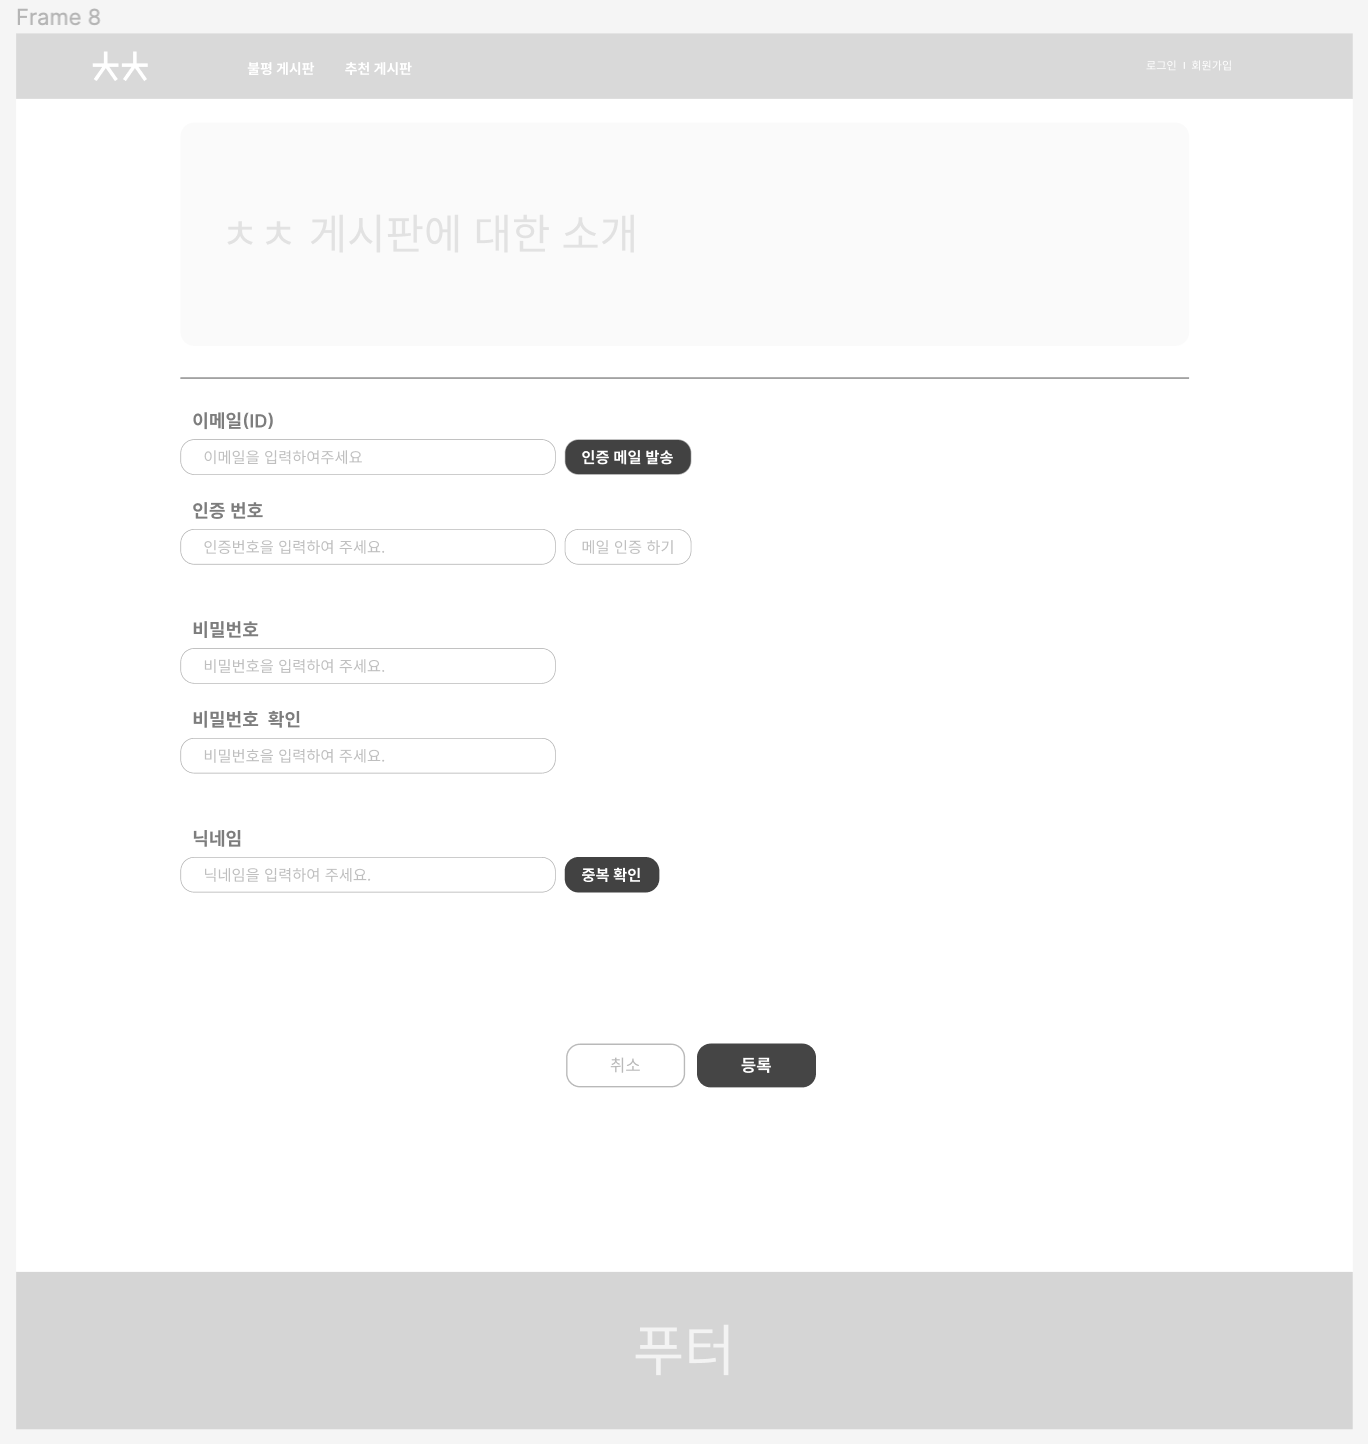 Frame 8
ㅊㅊ
불평 게시판 추천 게시판
로그인 | 회원가입
ㅊㅊ 게시판에 대한 소개
이메일(ID)
이메일을 입력하여주세요
인증 메일 발송
인증 번호
인증번호을 입력하여 주세요.
메일 인증 하기
비밀번호
비밀번호을 입력하여 주세요.
비밀번호 확인
비밀번호을 입력하여 주세요.
닉네임
닉네임을 입력하여 주세요.
중복 확인
취소
등록
푸터